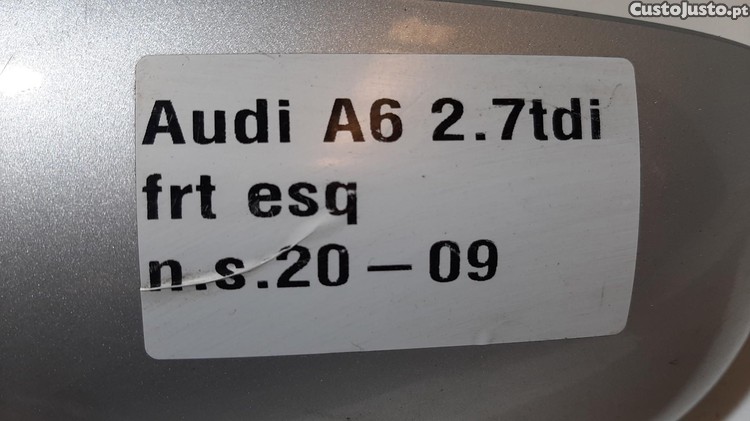 CustoJusto.pt
Audi A6 2.7tdi
frt esq
n.s.20-09